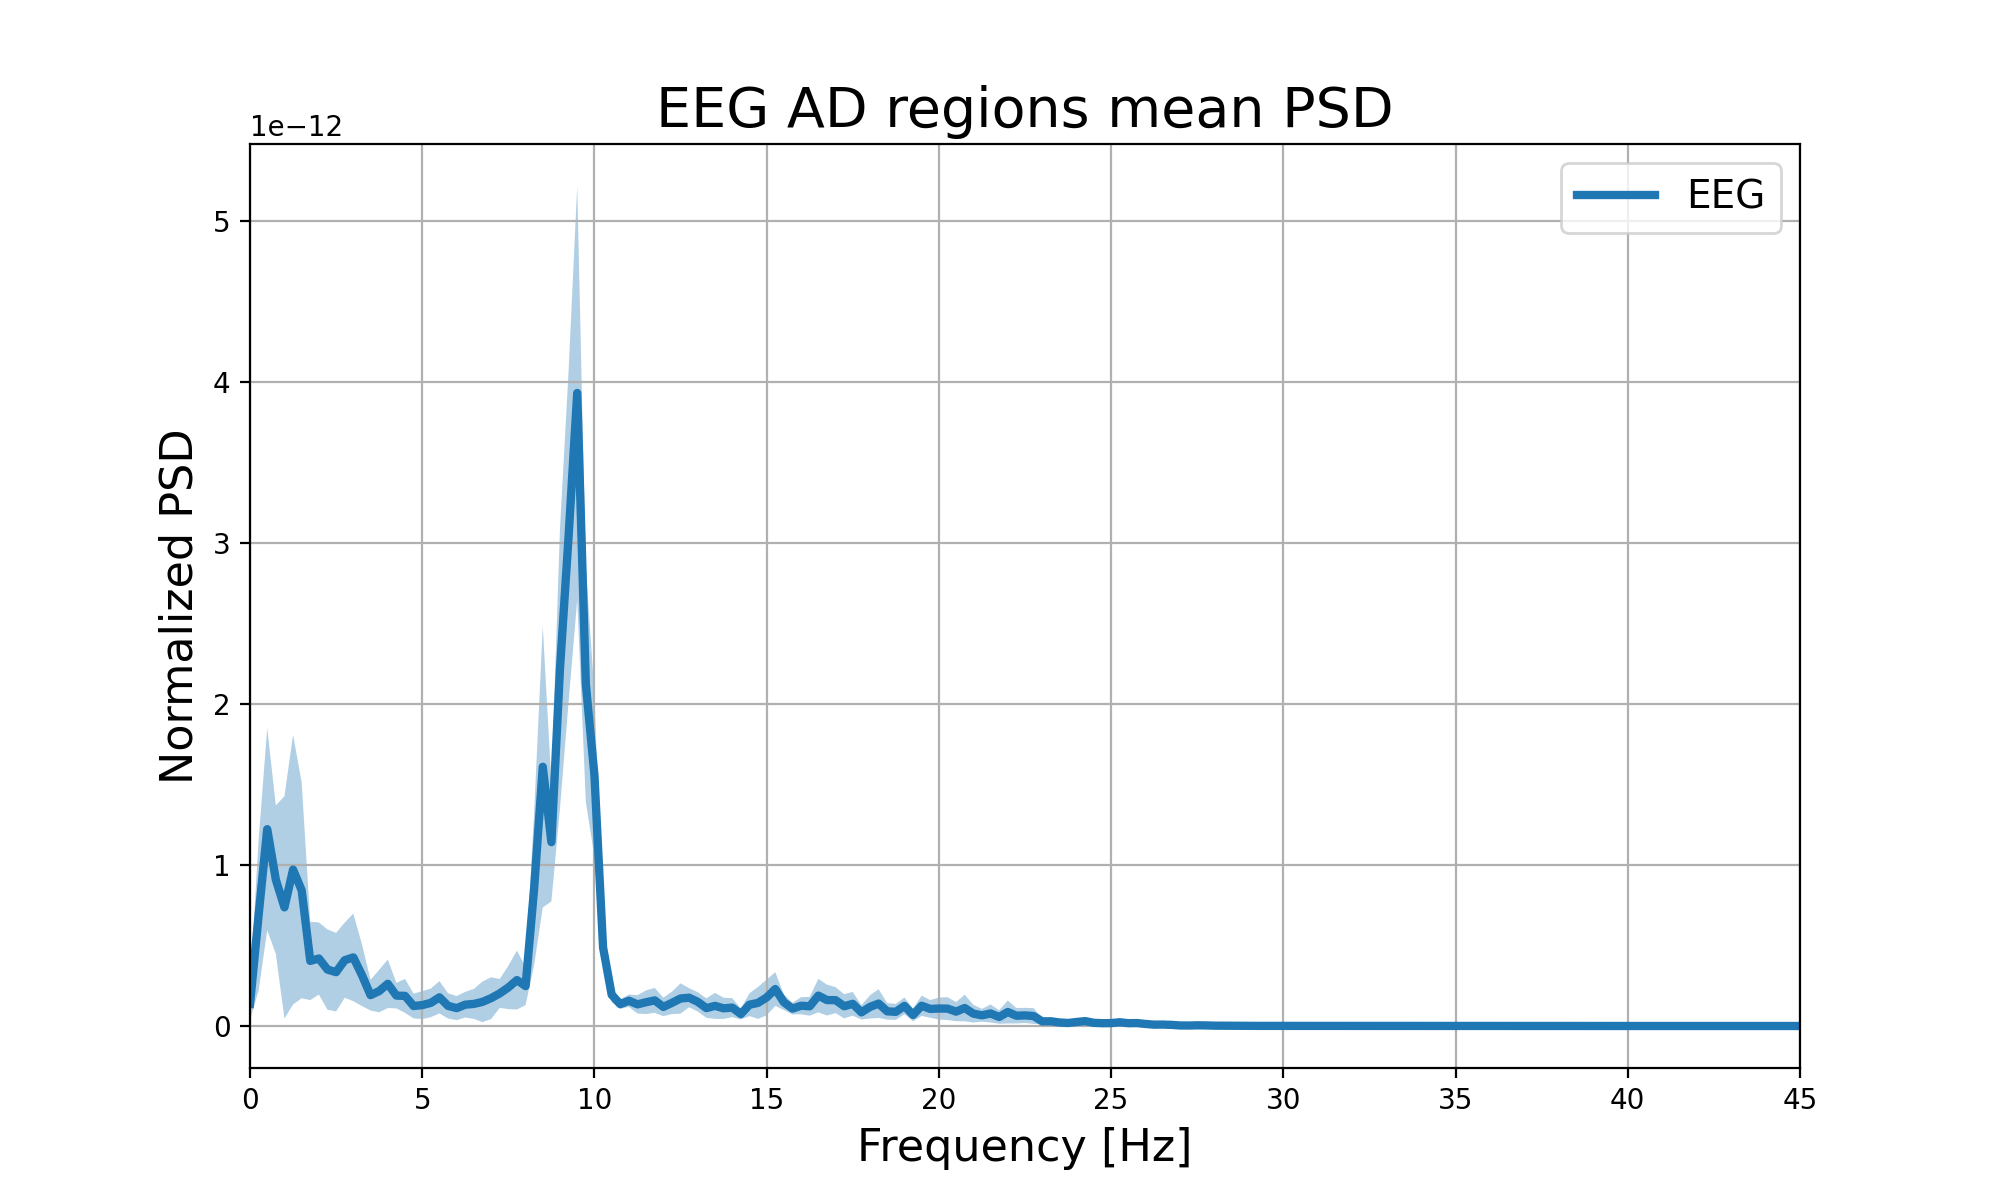 EEG AD regions mean PSD
1e−12
EEG
5
4
3
2
1
0
Normalized PSD
0 5 10 15 20 25 30 35 40 45
Frequency [Hz]